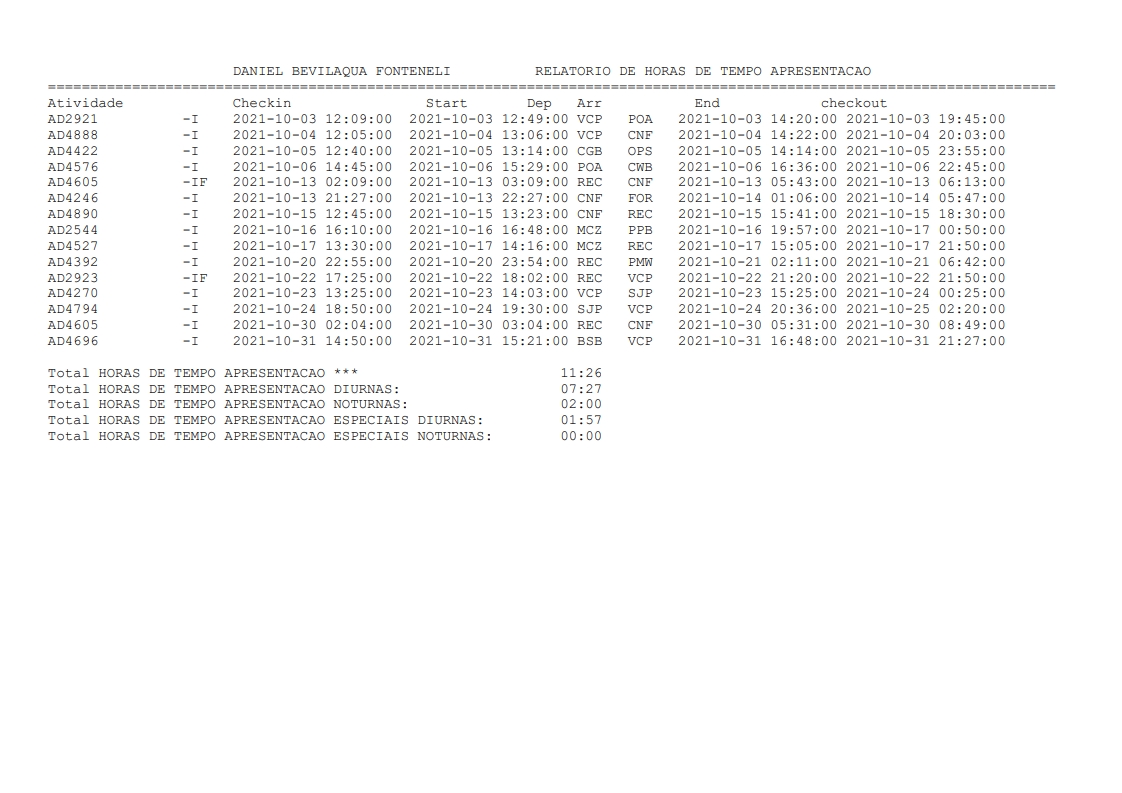 DANIEL BEVILAQUA FONTENELI RELATORIO DE HORAS DE TEMPO APRESENTACAO
========================================================================================================================
Atividade Checkin Start Dep Arr End checkout
AD2921 -I 2021-10-03 12:09:00 2021-10-03 12:49:00 VCP POA 2021-10-03 14:20:00 2021-10-03 19:45:00
AD4888 -I 2021-10-04 12:05:00 2021-10-04 13:06:00 VCP CNF 2021-10-04 14:22:00 2021-10-04 20:03:00
AD4422 -I 2021-10-05 12:40:00 2021-10-05 13:14:00 CGB OPS 2021-10-05 14:14:00 2021-10-05 23:55:00
AD4576 -I 2021-10-06 14:45:00 2021-10-06 15:29:00 POA CWB 2021-10-06 16:36:00 2021-10-06 22:45:00
AD4605 -IF 2021-10-13 02:09:00 2021-10-13 03:09:00 REC CNF 2021-10-13 05:43:00 2021-10-13 06:13:00
AD4246 -I 2021-10-13 21:27:00 2021-10-13 22:27:00 CNF FOR 2021-10-14 01:06:00 2021-10-14 05:47:00
AD4890 -I 2021-10-15 12:45:00 2021-10-15 13:23:00 CNF REC 2021-10-15 15:41:00 2021-10-15 18:30:00
AD2544 -I 2021-10-16 16:10:00 2021-10-16 16:48:00 MCZ PPB 2021-10-16 19:57:00 2021-10-17 00:50:00
AD4527 -I 2021-10-17 13:30:00 2021-10-17 14:16:00 MCZ REC 2021-10-17 15:05:00 2021-10-17 21:50:00
AD4392 -I 2021-10-20 22:55:00 2021-10-20 23:54:00 REC PMW 2021-10-21 02:11:00 2021-10-21 06:42:00
AD2923 -IF 2021-10-22 17:25:00 2021-10-22 18:02:00 REC VCP 2021-10-22 21:20:00 2021-10-22 21:50:00
AD4270 -I 2021-10-23 13:25:00 2021-10-23 14:03:00 VCP SJP 2021-10-23 15:25:00 2021-10-24 00:25:00
AD4794 -I 2021-10-24 18:50:00 2021-10-24 19:30:00 SJP VCP 2021-10-24 20:36:00 2021-10-25 02:20:00
AD4605 -I 2021-10-30 02:04:00 2021-10-30 03:04:00 REC CNF 2021-10-30 05:31:00 2021-10-30 08:49:00
AD4696 -I 2021-10-31 14:50:00 2021-10-31 15:21:00 BSB VCP 2021-10-31 16:48:00 2021-10-31 21:27:00
Total HORAS DE TEMPO APRESENTACAO *** 11:26
Total HORAS DE TEMPO APRESENTACAO DIURNAS: 07:27
Total HORAS DE TEMPO APRESENTACAO NOTURNAS: 02:00
Total HORAS DE TEMPO APRESENTACAO ESPECIAIS DIURNAS: 01:57
Total HORAS DE TEMPO APRESENTACAO ESPECIAIS NOTURNAS: 00:00